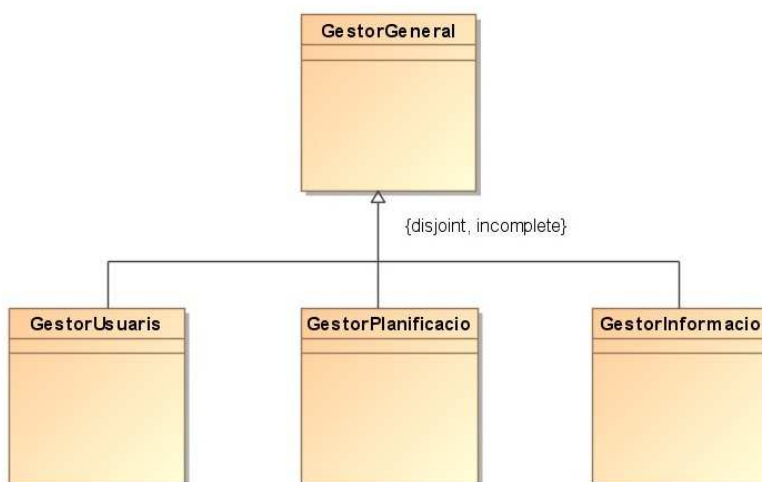 GestorGeneral
{disjoint, incomplete}
GestorUsuaris
GestorPlanificacio
GestorInformacio